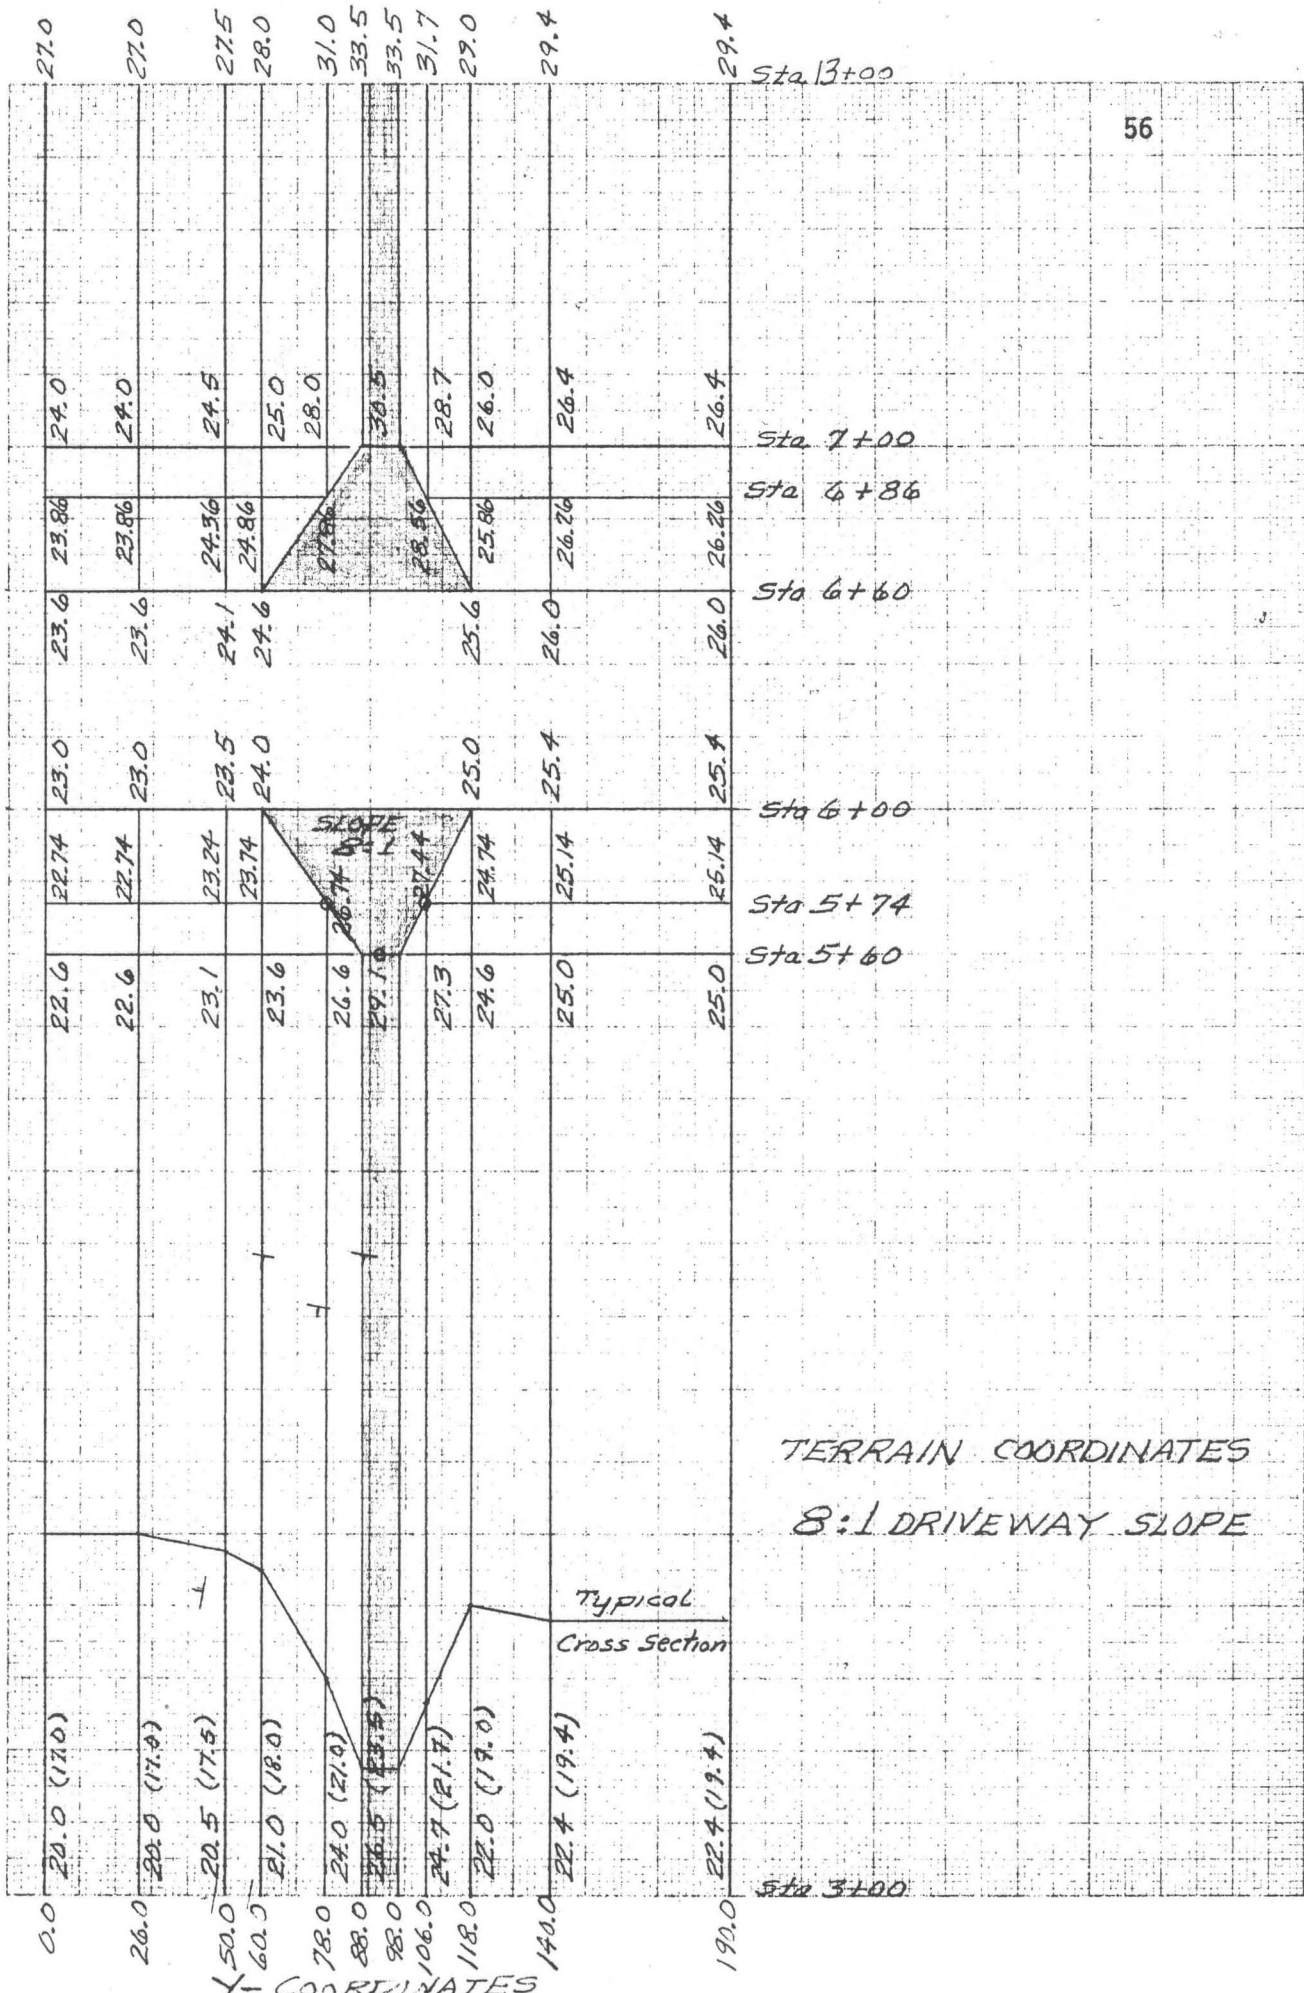 27.0 27.0 27.5 28.0 31.0 33.5 33.5 31.7 29.0 29.4 29.4 Sta 13+00
56
24.0 24.0 24.5 25.0 28.0 30.5 28.7 26.0 26.4 26.4
Sta 7+00
Sta 6+86
23.86 23.86 24.36 24.86 27.86 28.56 25.86 26.26 26.26
Sta 6+60
23.6 23.6 24.1 24.6 25.6 26.0 26.0
23.0 23.0 23.5 24.0 25.0 25.4 25.4
Sta 6+00
SLOPE
8:1
22.74 22.74 23.24 23.74 26.74 27.44 24.74 25.14 25.14
Sta 5+74
Sta 5+60
22.6 22.6 23.1 23.6 26.6 29.1 27.3 24.6 25.0 25.0
TERRAIN COORDINATES
8:1 DRIVEWAY SLOPE
Typical
Cross Section
20.0 (17.0) 20.0 (17.0) 20.5 (17.5) 21.0 (18.0) 24.0 (21.0) 26.5 (23.5) 24.7 (21.7) 22.0 (19.0) 22.4 (19.4) 22.4 (19.4)
Sta 3+00
0.0 26.0 50.0 60.0 78.0 88.0 98.0 106.0 118.0 140.0 190.0
Y-COORDINATES